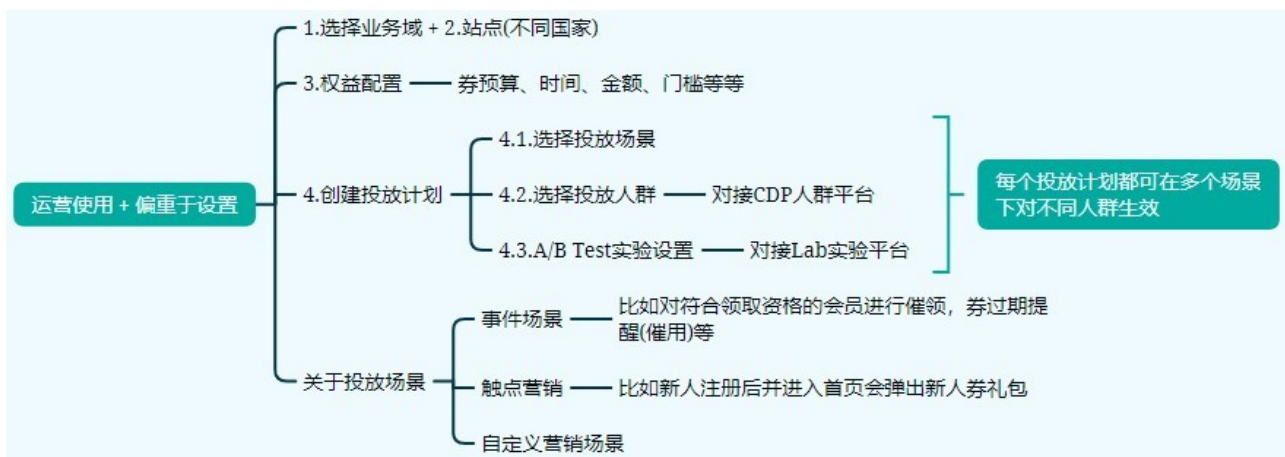 运营使用 + 偏重于设置
1.选择业务域 + 2.站点(不同国家)
3.权益配置
券预算、时间、金额、门槛等等
4.创建投放计划
4.1.选择投放场景
4.2.选择投放人群
对接CDP人群平台
4.3.A/B Test实验设置
对接Lab实验平台
每个投放计划都可在多个场景
下对不同人群生效
关于投放场景
事件场景
比如对符合领取资格的会员进行催领，券过期提
醒(催用)等
触点营销
比如新人注册后并进入首页会弹出新人券礼包
自定义营销场景